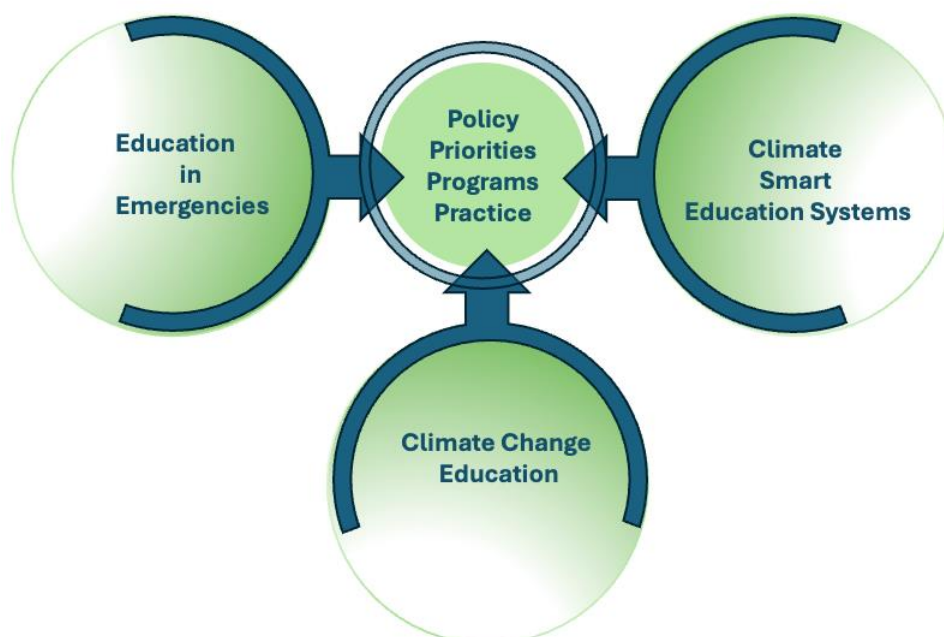 Education
in
Emergencies
Policy
Priorities
Programs
Practice
Climate
Smart
Education Systems
Climate Change
Education